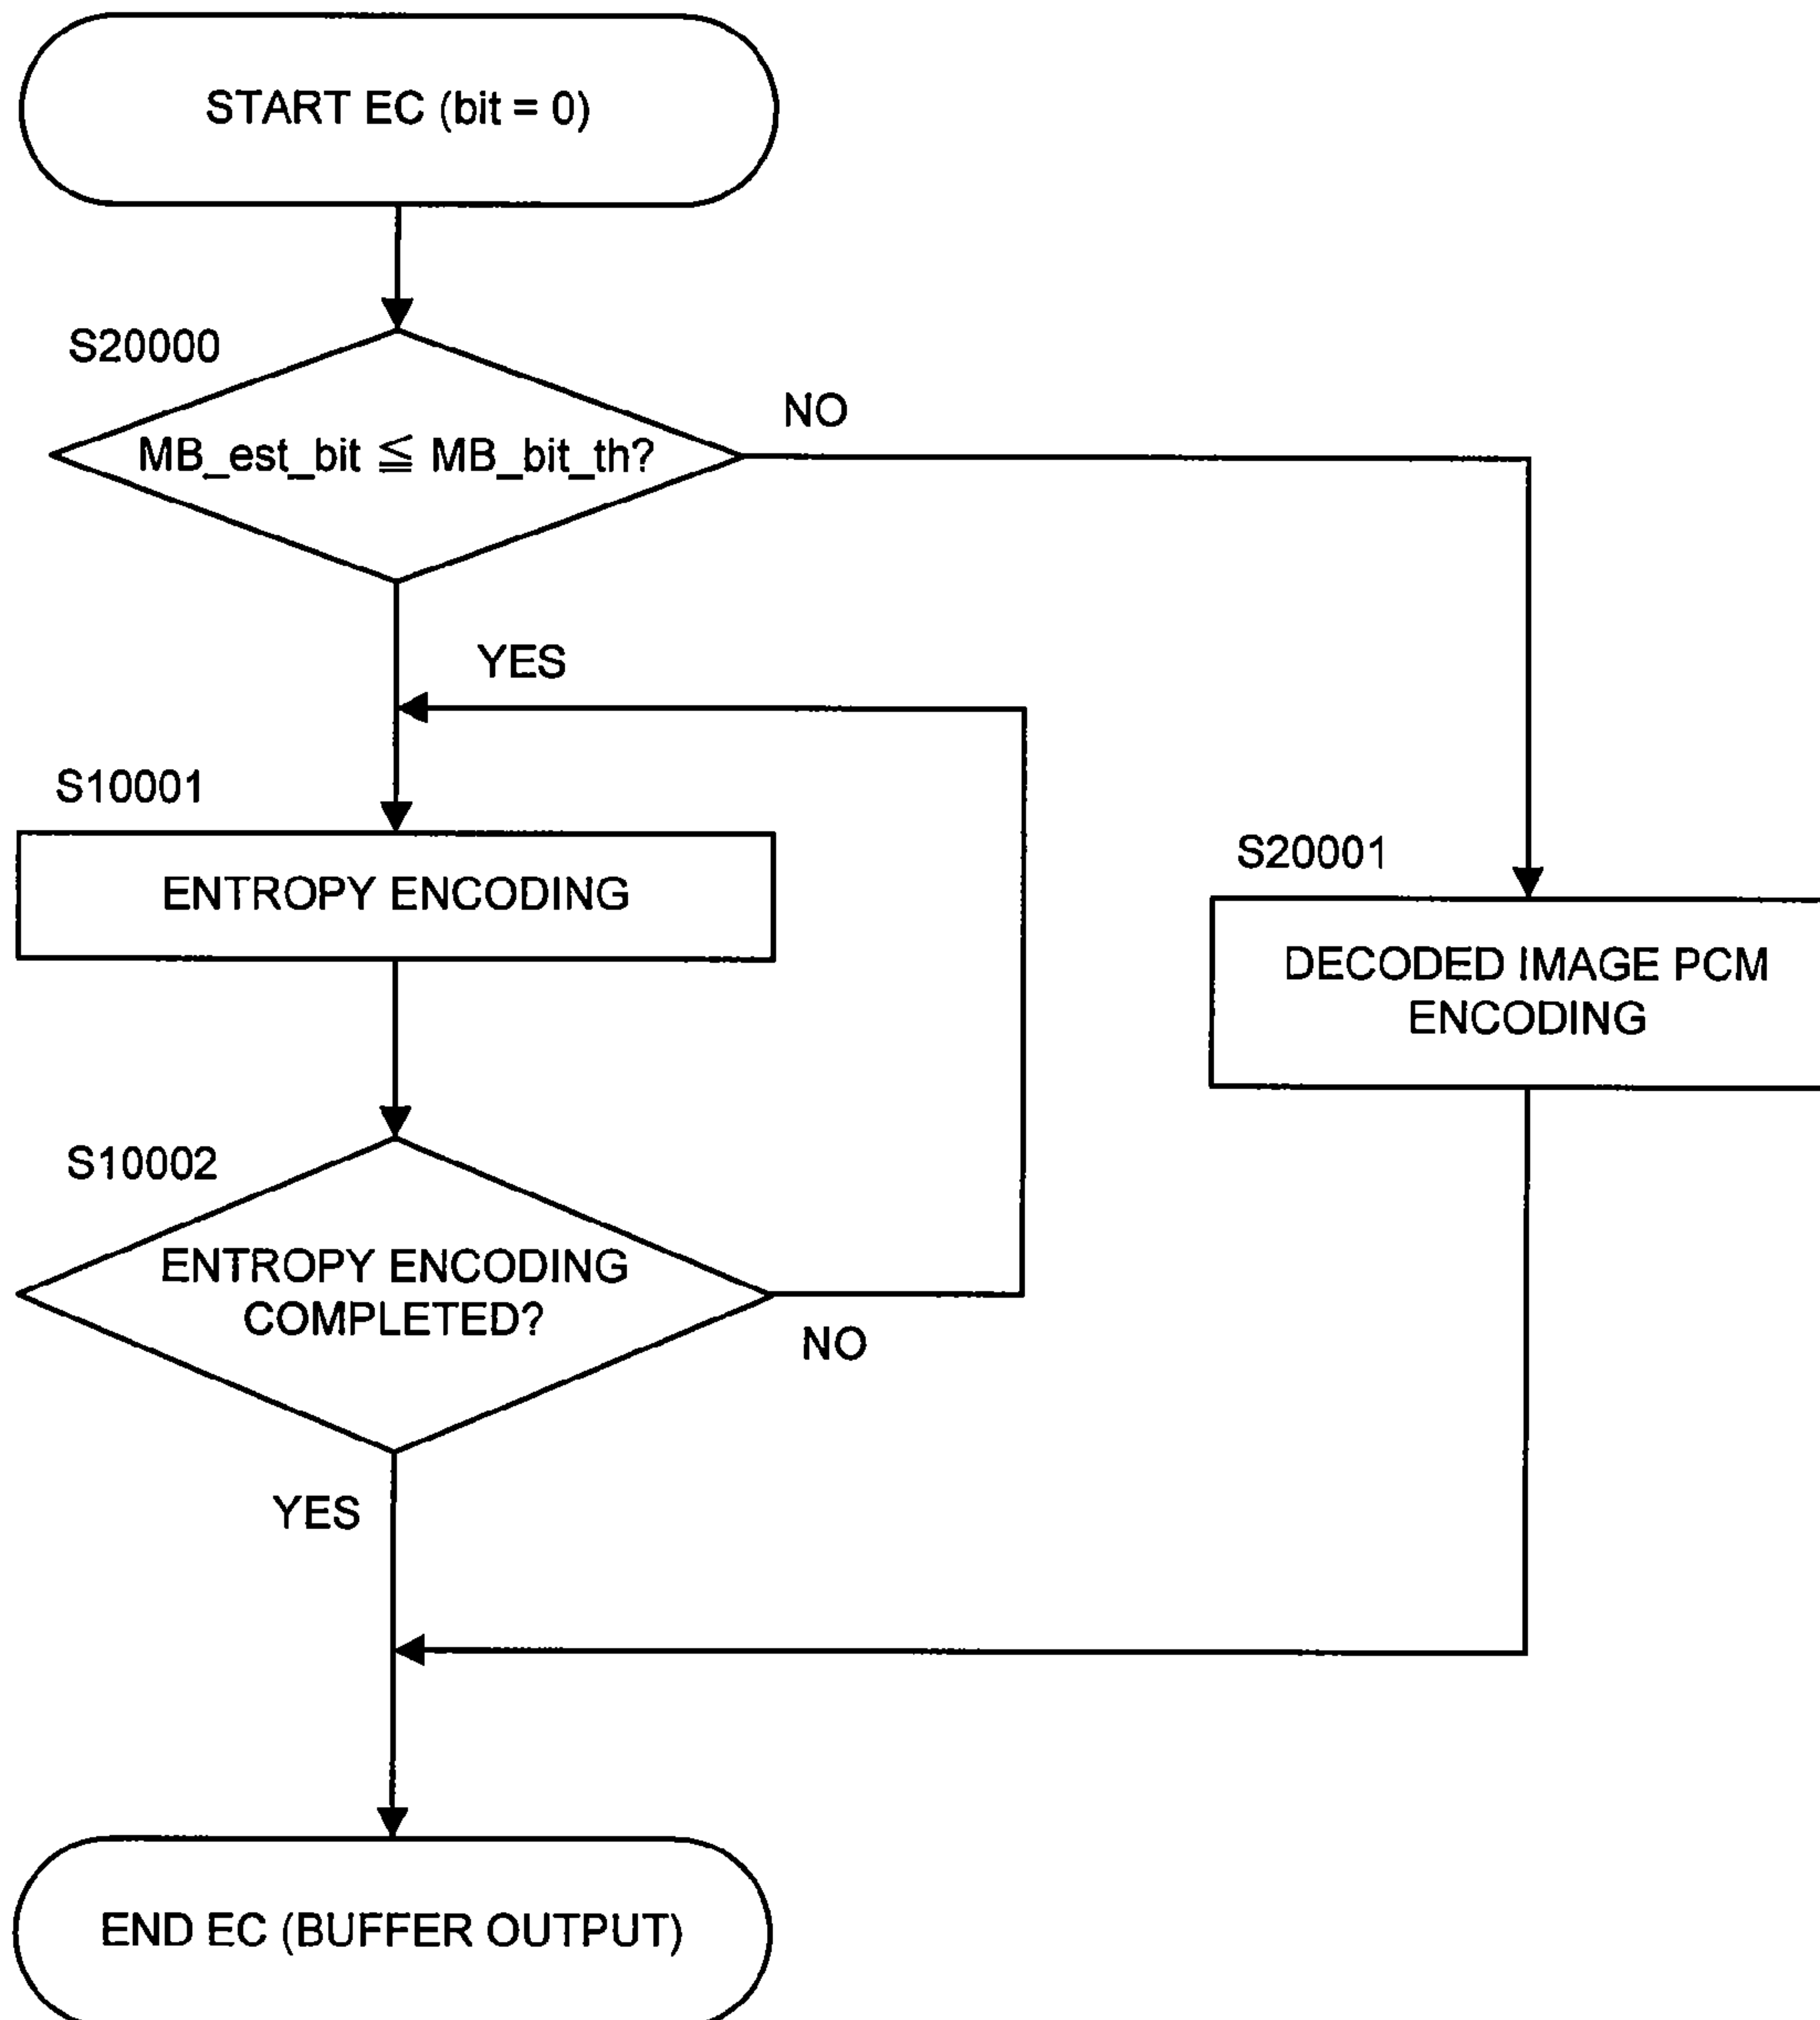 START EC (bit = 0)
S20000
NO
MB_est_bit ≦ MB_bit_th?
YES
S10001
ENTROPY ENCODING
S20001
DECODED IMAGE PCM
ENCODING
S10002
ENTROPY ENCODING
COMPLETED?
NO
YES
END EC (BUFFER OUTPUT)